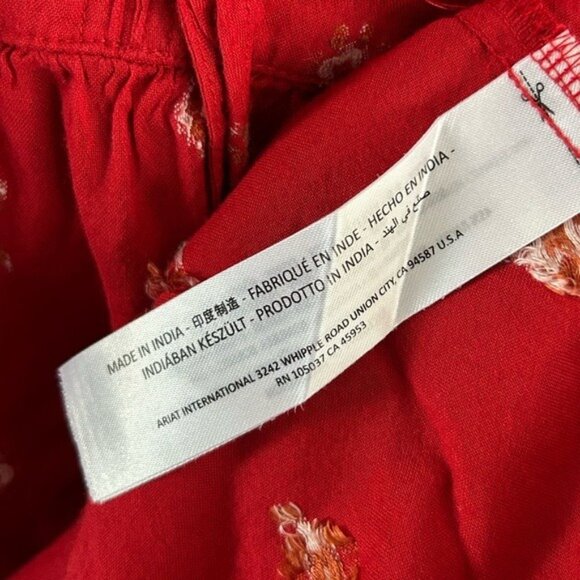 MADE IN INDIA - 印度制造 - FABRIQUÉ EN INDE - HECHO EN INDIA -
INDIÁBAN KÉSZÜLT - PRODOTTO IN INDIA - صنع في الهند
ARIAT INTERNATIONAL 3242 WHIPPLE ROAD UNION CITY, CA 94587 U.S.A
RN 105037 CA 45953